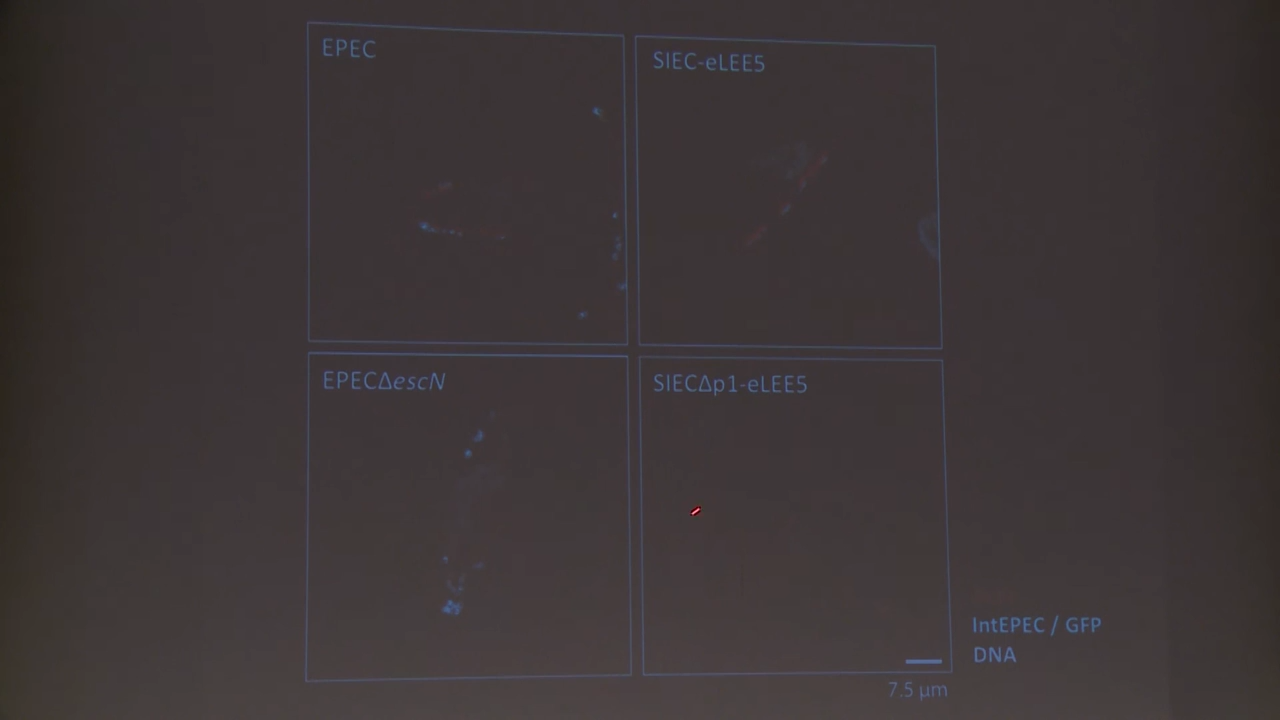 EPEC
SIEC-eLEE5
EPECΔescN
SIECΔp1-eLEE5
IntEPEC / GFP
DNA
7.5 µm